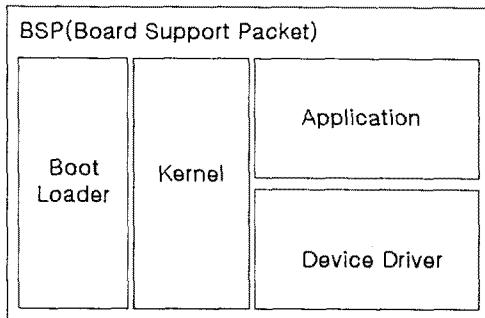 BSP(Board Support Packet)
Boot
Loader
Kernel
Application
Device Driver